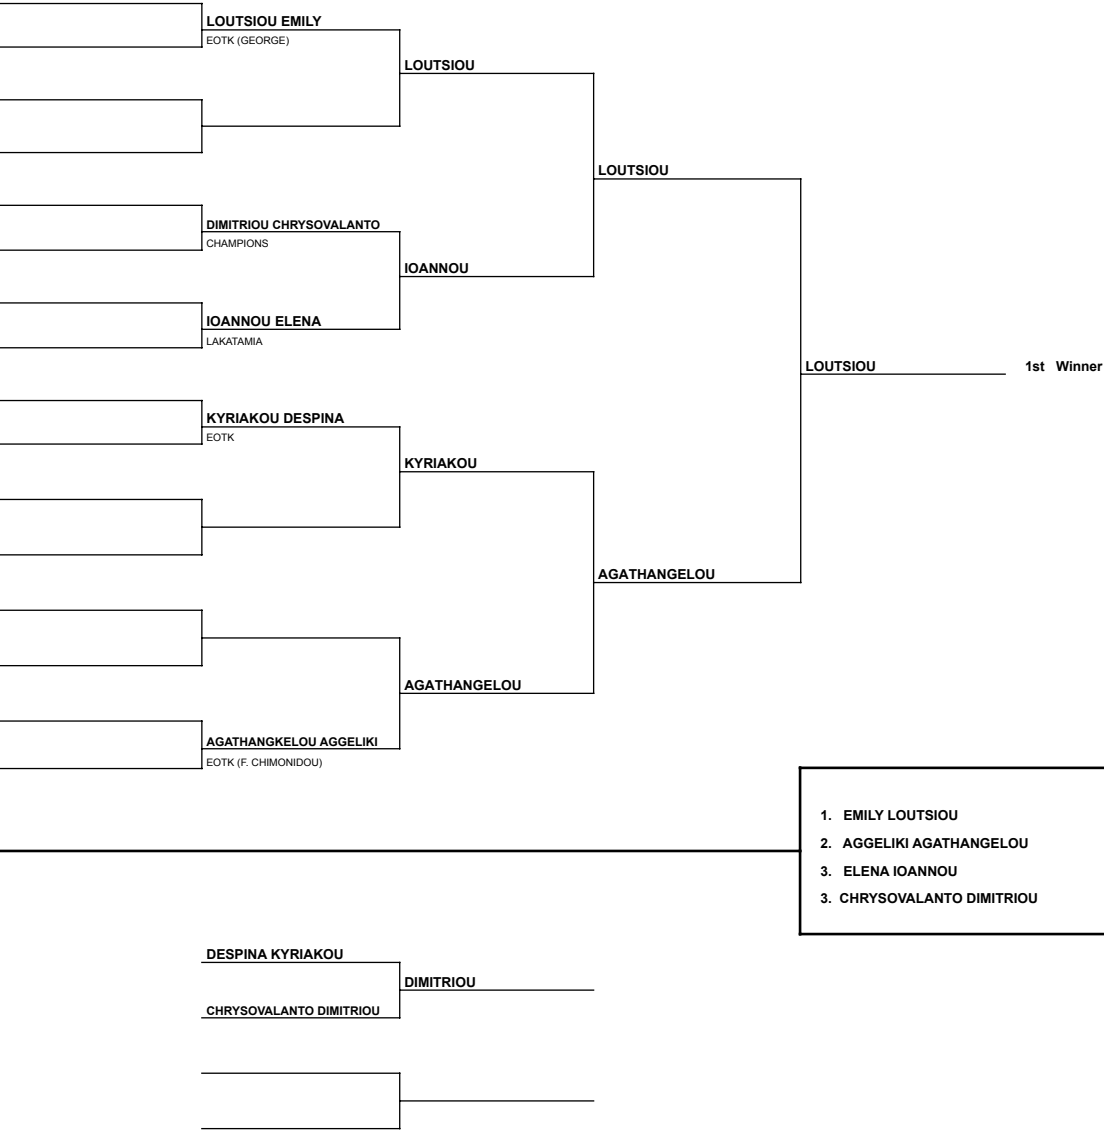 LOUTSIOU EMILY
EOTK (GEORGE)
LOUTSIOU
LOUTSIOU
DIMITRIOU CHRYSOVALANTO
CHAMPIONS
IOANNOU
IOANNOU ELENA
LAKATAMIA
LOUTSIOU 1st Winner
KYRIAKOU DESPINA
EOTK
KYRIAKOU
AGATHANGELOU
AGATHANGELOU
AGATHANGKELOU AGGELIKI
EOTK (F. CHIMONIDOU)
1. EMILY LOUTSIOU
2. AGGELIKI AGATHANGELOU
3. ELENA IOANNOU
3. CHRYSOVALANTO DIMITRIOU
DESPINA KYRIAKOU
DIMITRIOU
CHRYSOVALANTO DIMITRIOU